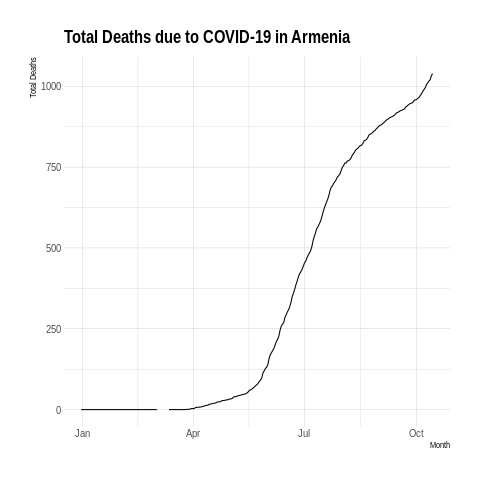 Total Deaths due to COVID-19 in Armenia
Total Deaths
1000
750
500
250
0
Jan Apr Jul Oct
Month